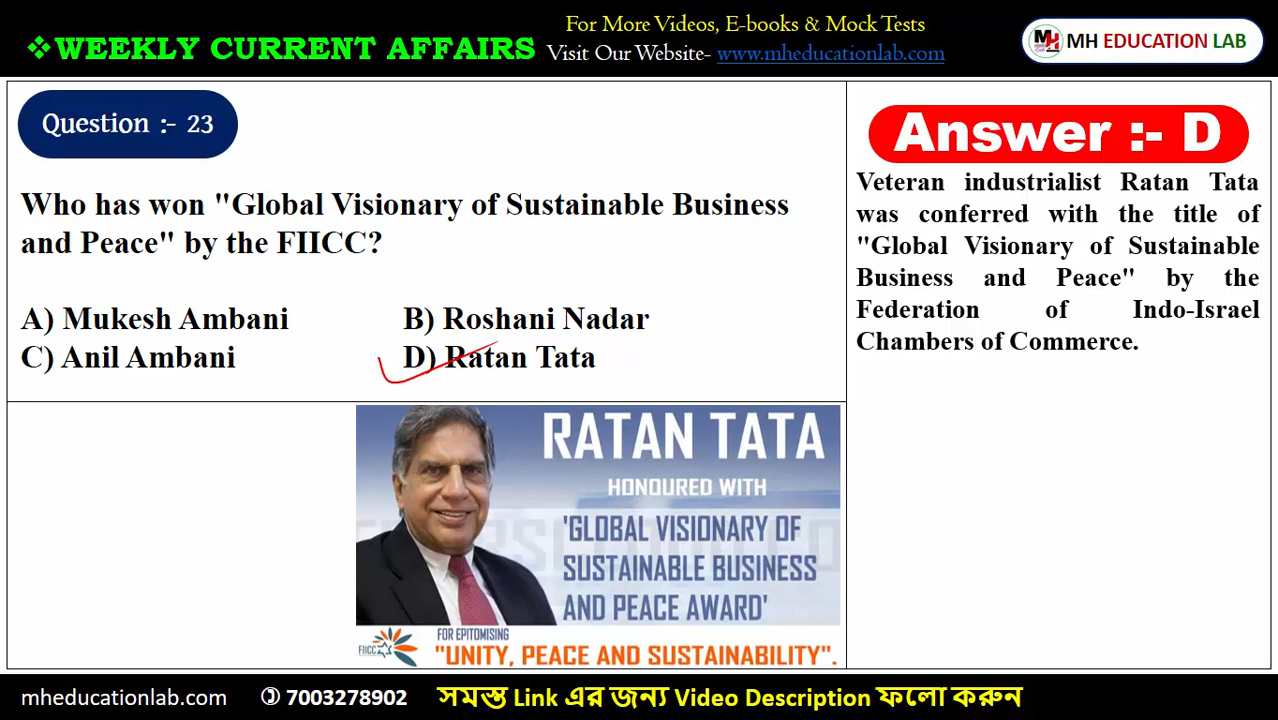 ❖WEEKLY CURRENT AFFAIRS
For More Videos, E-books & Mock Tests
Visit Our Website- www.mheducationlab.com
MH EDUCATION LAB
Question :- 23
Who has won "Global Visionary of Sustainable Business
and Peace" by the FIICC?
A) Mukesh Ambani
B) Roshani Nadar
C) Anil Ambani
D) Ratan Tata
RATAN TATA
HONOURED WITH
'GLOBAL VISIONARY OF
SUSTAINABLE BUSINESS
AND PEACE AWARD'
FIICC
FOR EPITOMISING
"UNITY, PEACE AND SUSTAINABILITY".
Answer :- D
Veteran industrialist Ratan Tata
was conferred with the title of
"Global Visionary of Sustainable
Business and Peace" by the
Federation of Indo-Israel
Chambers of Commerce.
mheducationlab.com
✆ 7003278902
সমস্ত Link এর জন্য Video Description ফলো করুন